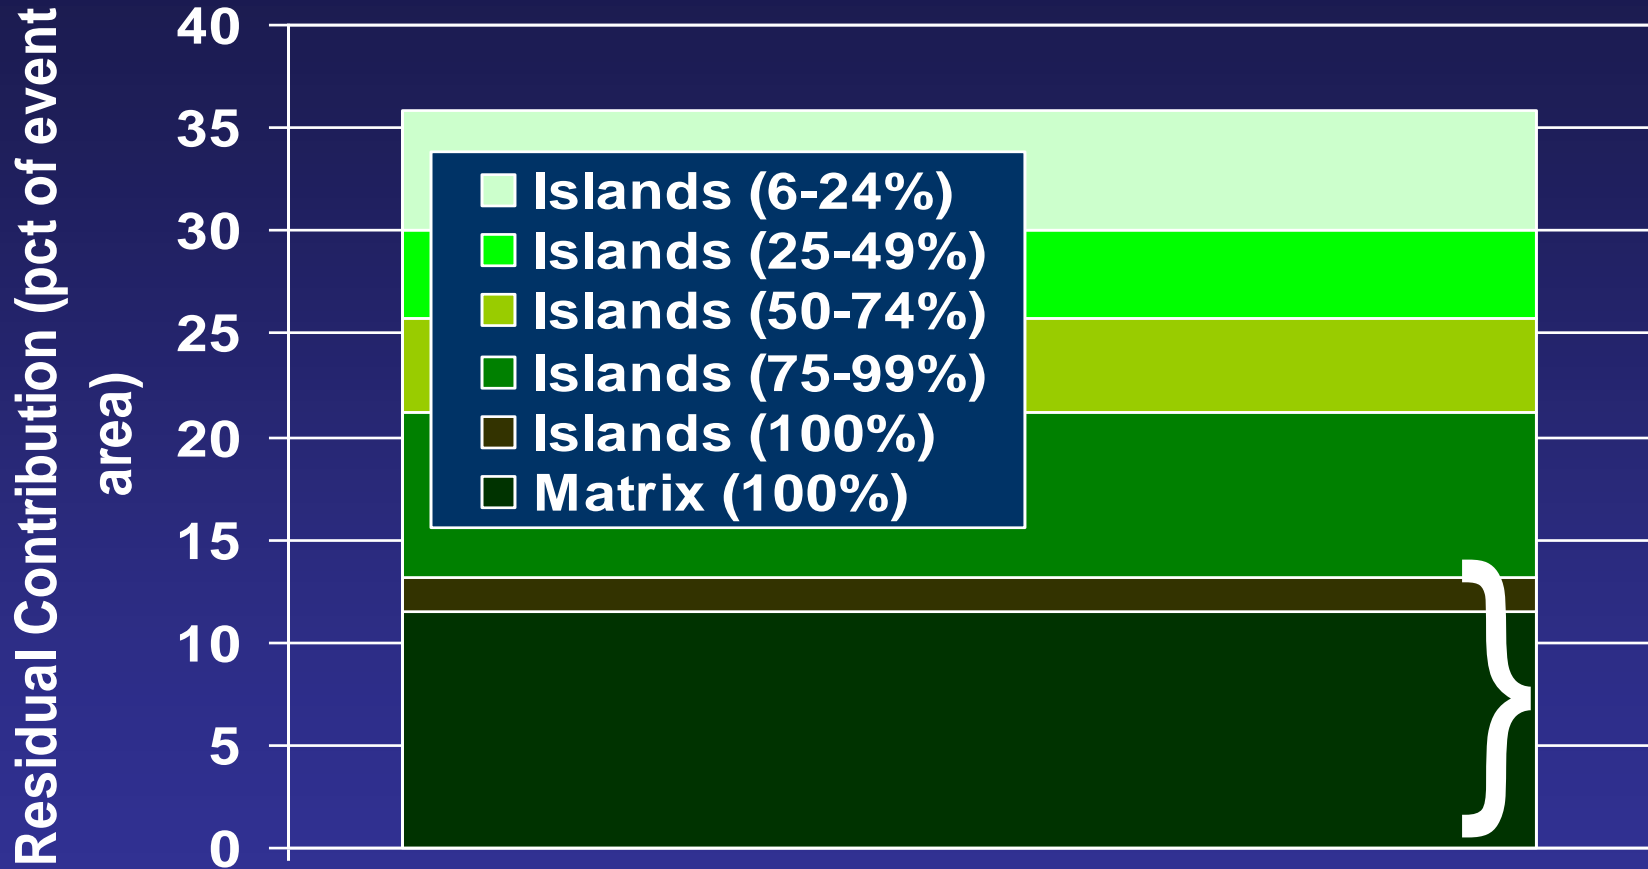 Residual Contribution (pct of event
area)
40
35
30
25
20
15
10
5
0
Islands (6-24%)
Islands (25-49%)
Islands (50-74%)
Islands (75-99%)
Islands (100%)
Matrix (100%)
}